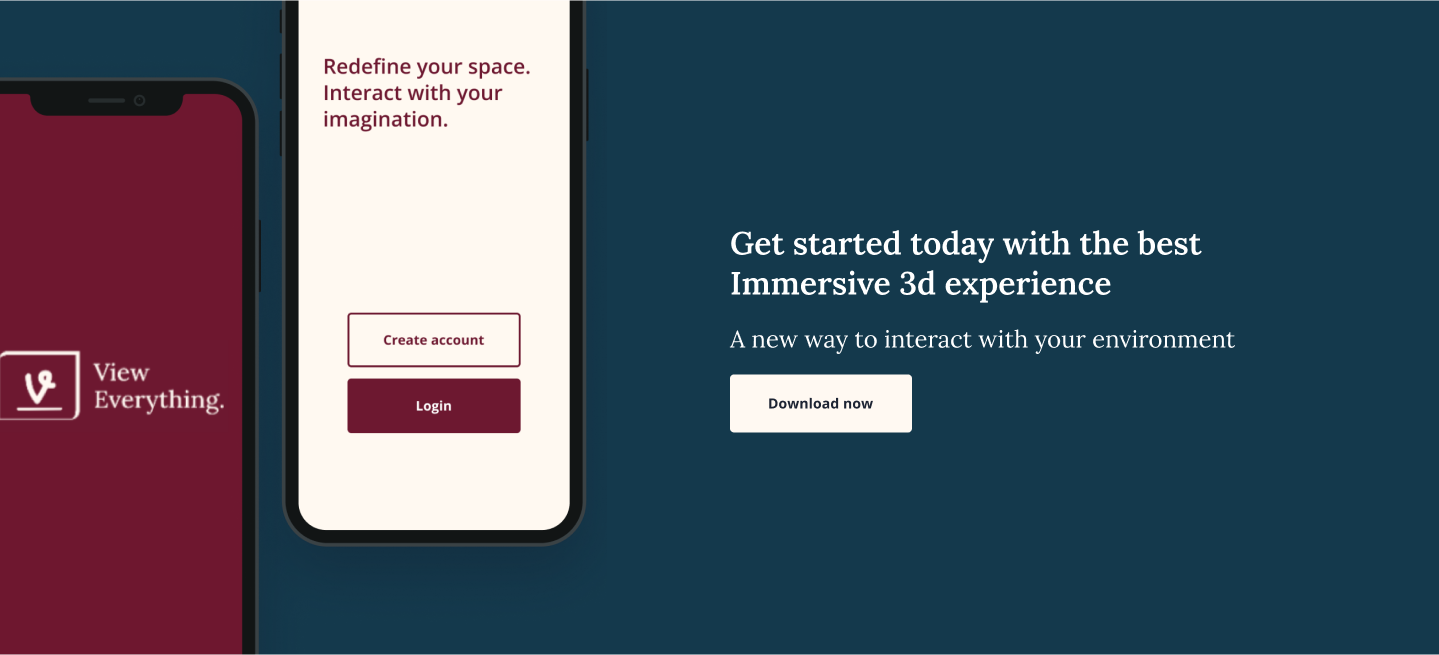 Redefine your space.
Interact with your
imagination.
Create account
Login
View
Everything.
Get started today with the best
Immersive 3d experience
A new way to interact with your environment
Download now